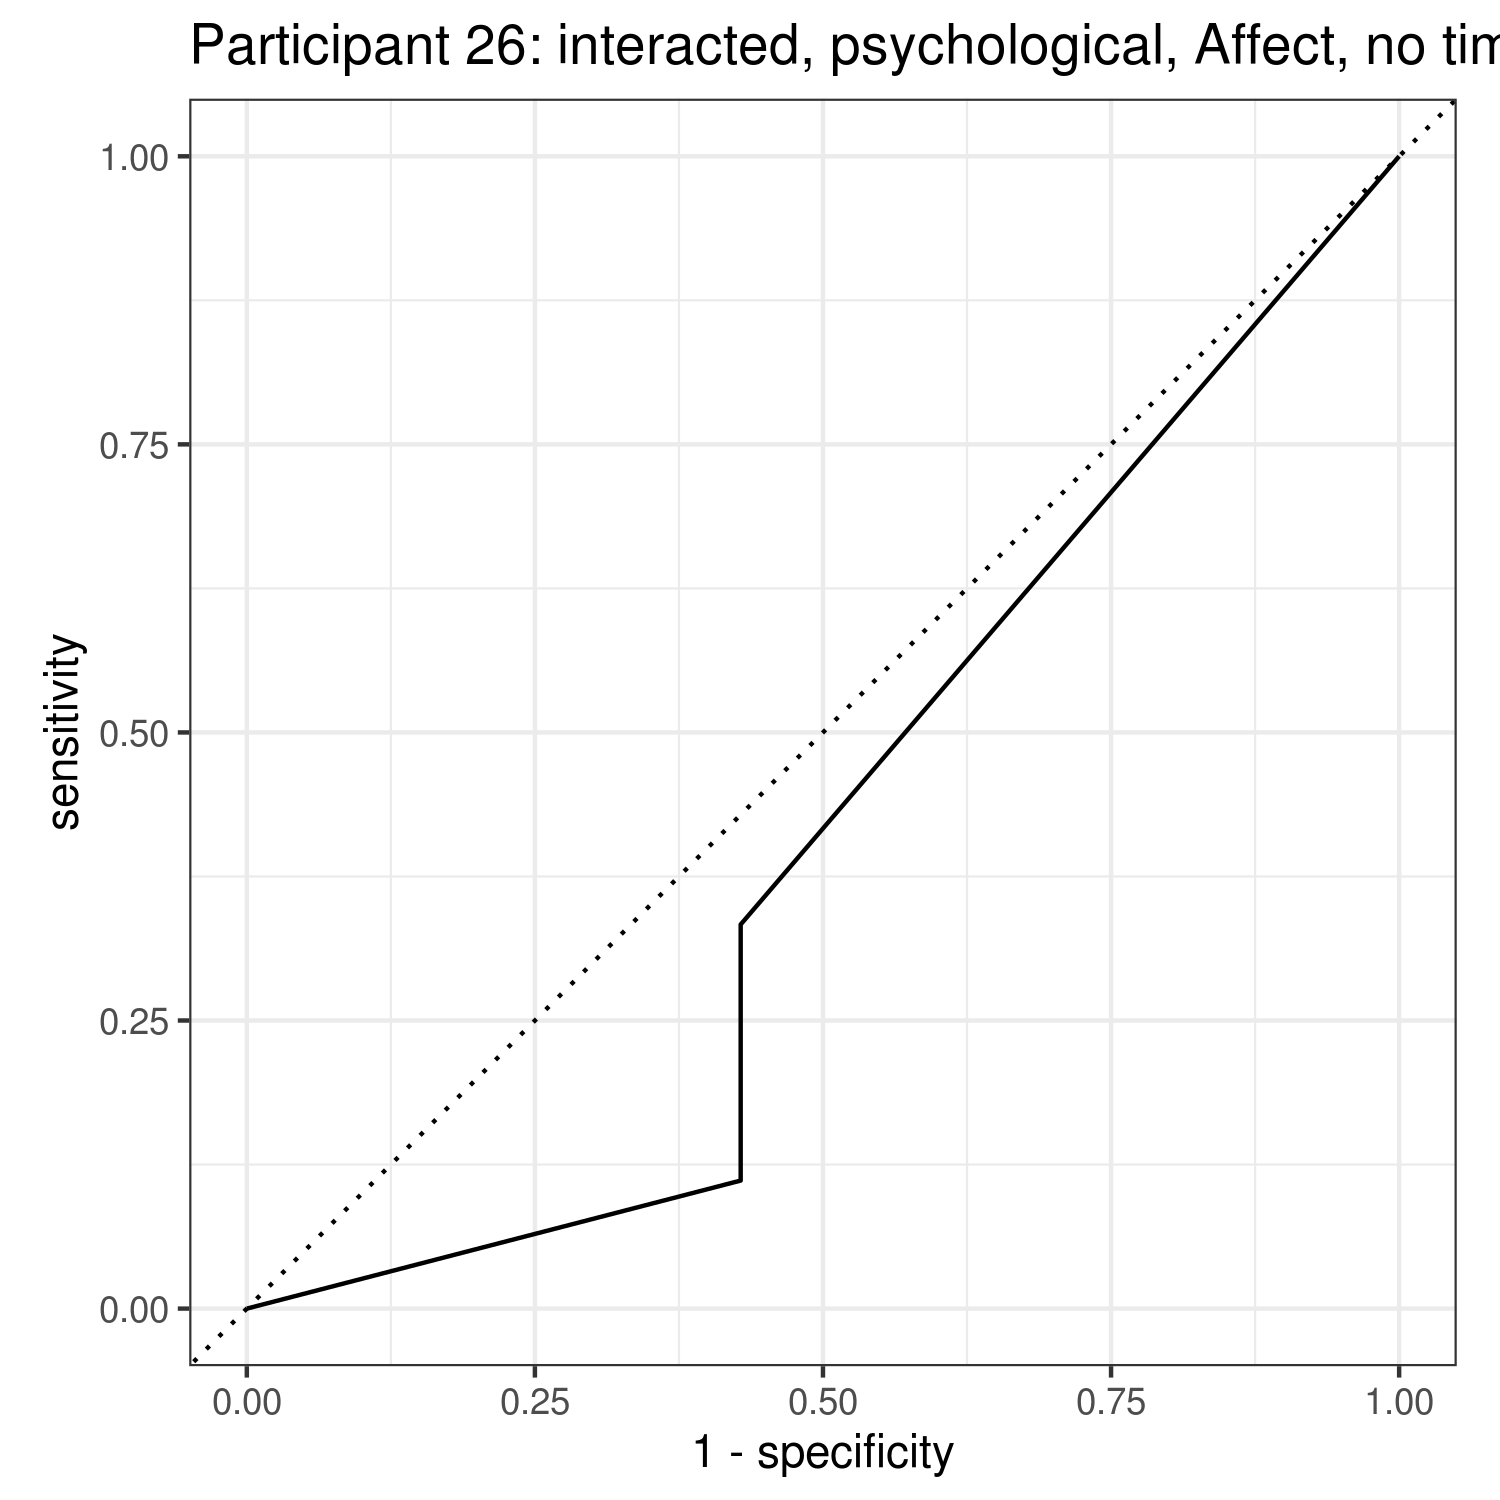 Participant 26: interacted, psychological, Affect, no tim
1.00
0.75
0.50
0.25
0.00
sensitivity
0.00 0.25 0.50 0.75 1.00
1 - specificity